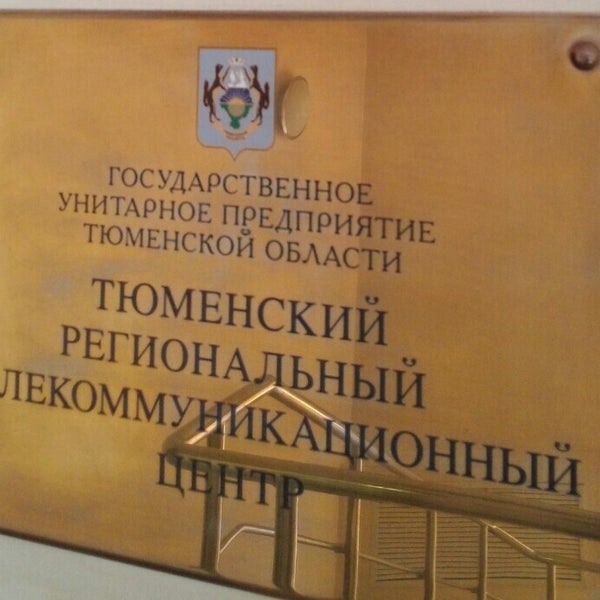 ГОСУДАРСТВЕННОЕ
УНИТАРНОЕ ПРЕДПРИЯТИЕ
ТЮМЕНСКОЙ ОБЛАСТИ
ТЮМЕНСКИЙ
РЕГИОНАЛЬНЫЙ
ЛЕКОММУНИКАЦИОННЫЙ
ЦЕНТР